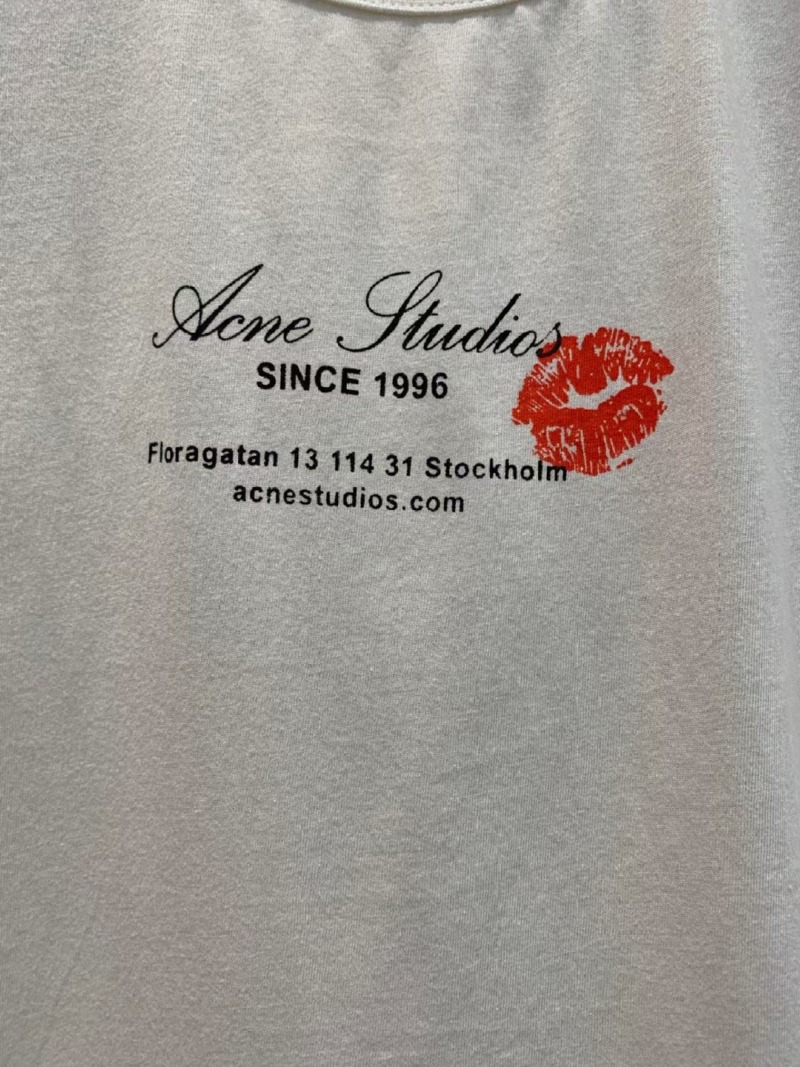 Acne Studios
SINCE 1996
Floragatan 13 114 31 Stockholm
acnestudios.com